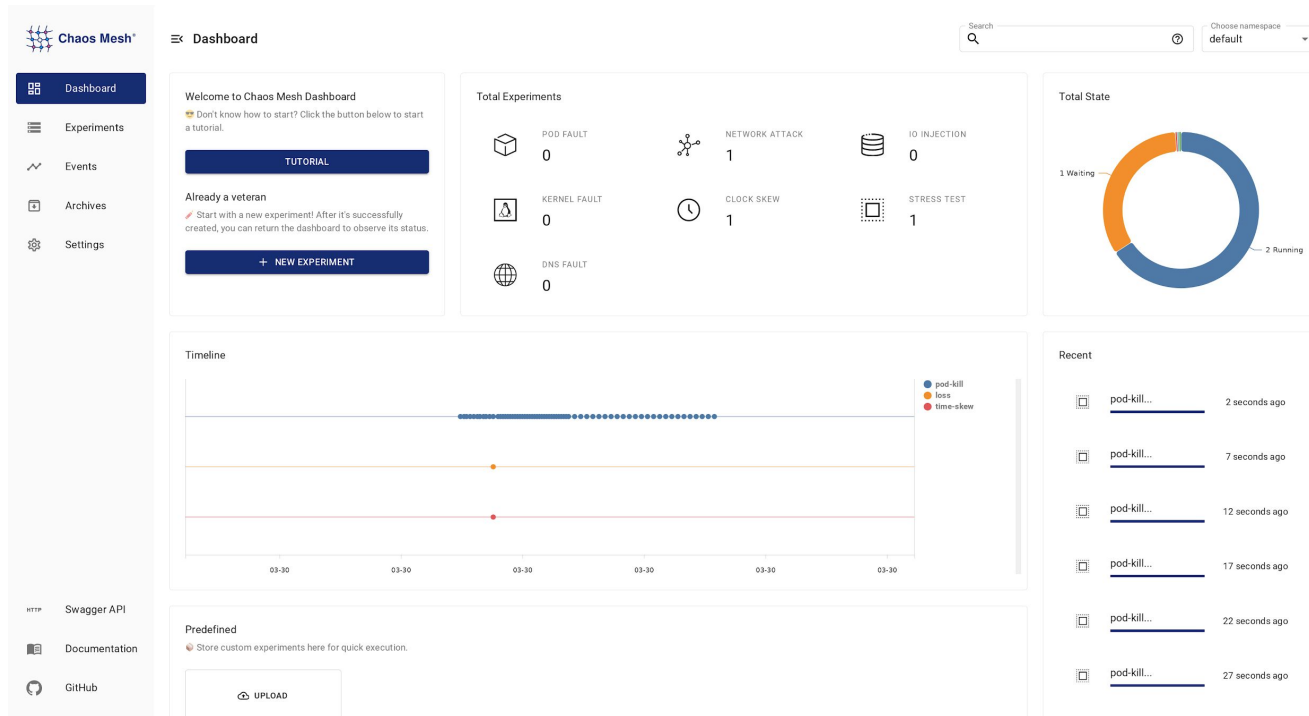 Chaos Mesh®
Dashboard
Experiments
Events
Archives
Settings
HTTP Swagger API
Documentation
GitHub
Dashboard
Search
Choose namespace
default
Welcome to Chaos Mesh Dashboard
😎 Don't know how to start? Click the button below to start
a tutorial.
TUTORIAL
Already a veteran
🧨 Start with a new experiment! After it's successfully
created, you can return the dashboard to observe its status.
+ NEW EXPERIMENT
Total Experiments
POD FAULT
0
NETWORK ATTACK
1
IO INJECTION
0
KERNEL FAULT
0
CLOCK SKEW
1
STRESS TEST
1
DNS FAULT
0
Total State
1 Waiting
2 Running
Timeline
pod-kill
loss
time-skew
03-30 03-30 03-30 03-30 03-30 03-30
Predefined
📦 Store custom experiments here for quick execution.
UPLOAD
Recent
pod-kill... 2 seconds ago
pod-kill... 7 seconds ago
pod-kill... 12 seconds ago
pod-kill... 17 seconds ago
pod-kill... 22 seconds ago
pod-kill... 27 seconds ago